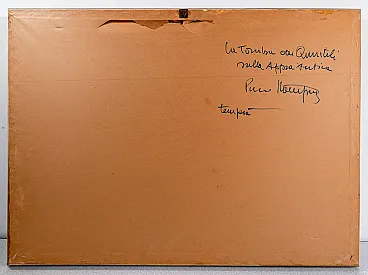 La Tomba dei Quintili
sulla Appia Antica
tempera